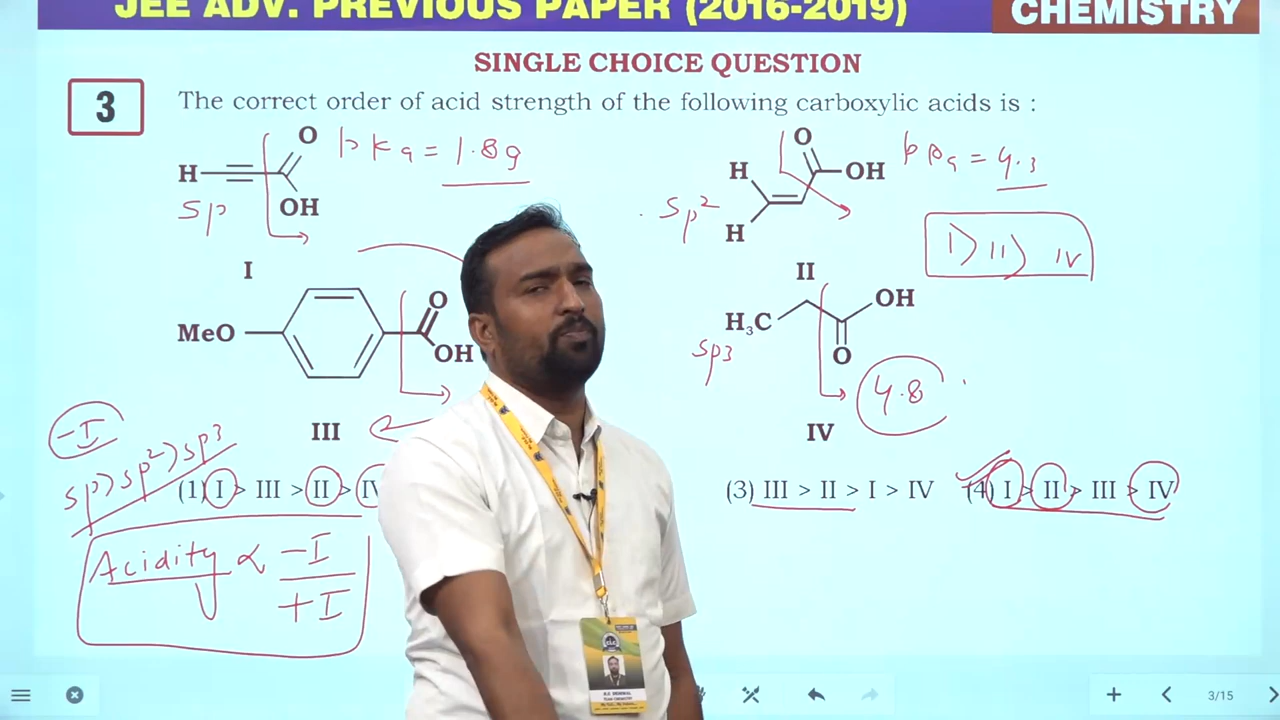 JEE ADV. PREVIOUS PAPER (2016-2019)
CHEMISTRY
SINGLE CHOICE QUESTION
3
The correct order of acid strength of the following carboxylic acids is :
O
pKa = 1.89
H
OH
sp
I
O
H
OH
H
pKa = 4.3
sp2
II
I > II > IV
MeO
O
OH
III
H3C
OH
O
sp3
4.8
IV
-I
sp > sp2 > sp3
(1) I > III > II > IV
(3) III > II > I > IV
(4) I > II > III > IV
Acidity ∝ -I / +I
3/15